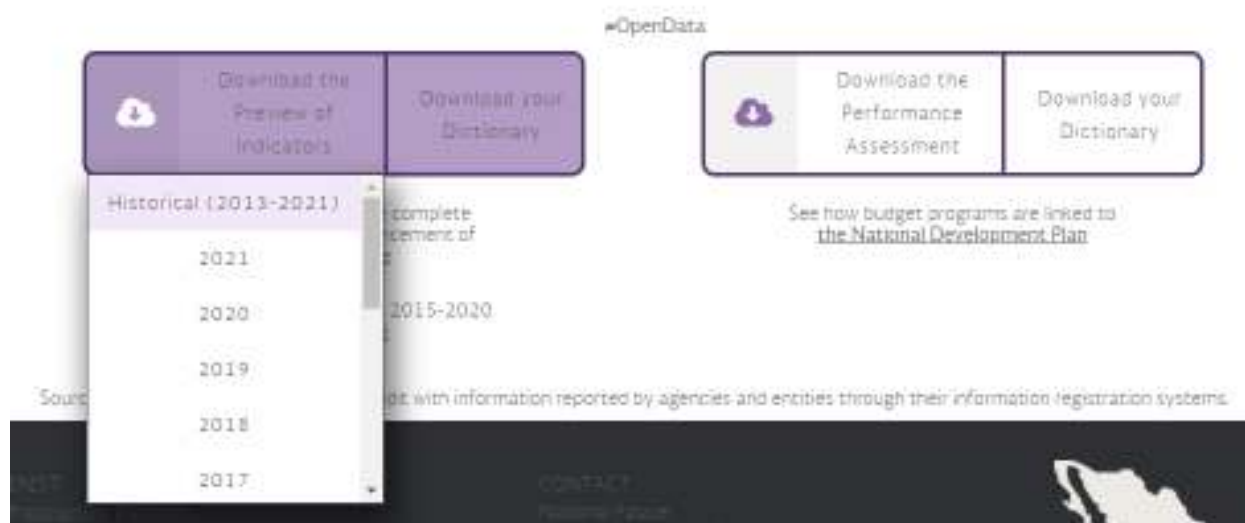 #OpenData
Download the
Preview of
Indicators
Download your
Dictionary
Download the
Performance
Assessment
Download your
Dictionary
Historical (2013-2021)
2021
2020
2019
2018
2017
complete
cement of
2015-2020
See how budget programs are linked to
the National Development Plan
Sourc
dit with information reported by agencies and entities through their information registration systems.
CONTACT